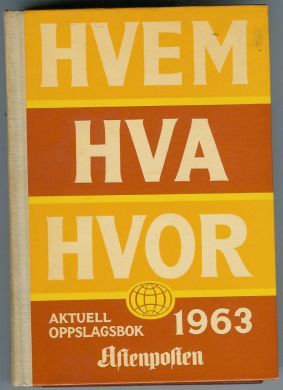 HVEM
HVA
HVOR
AKTUELL
OPPSLAGSBOK 1963
Aftenposten